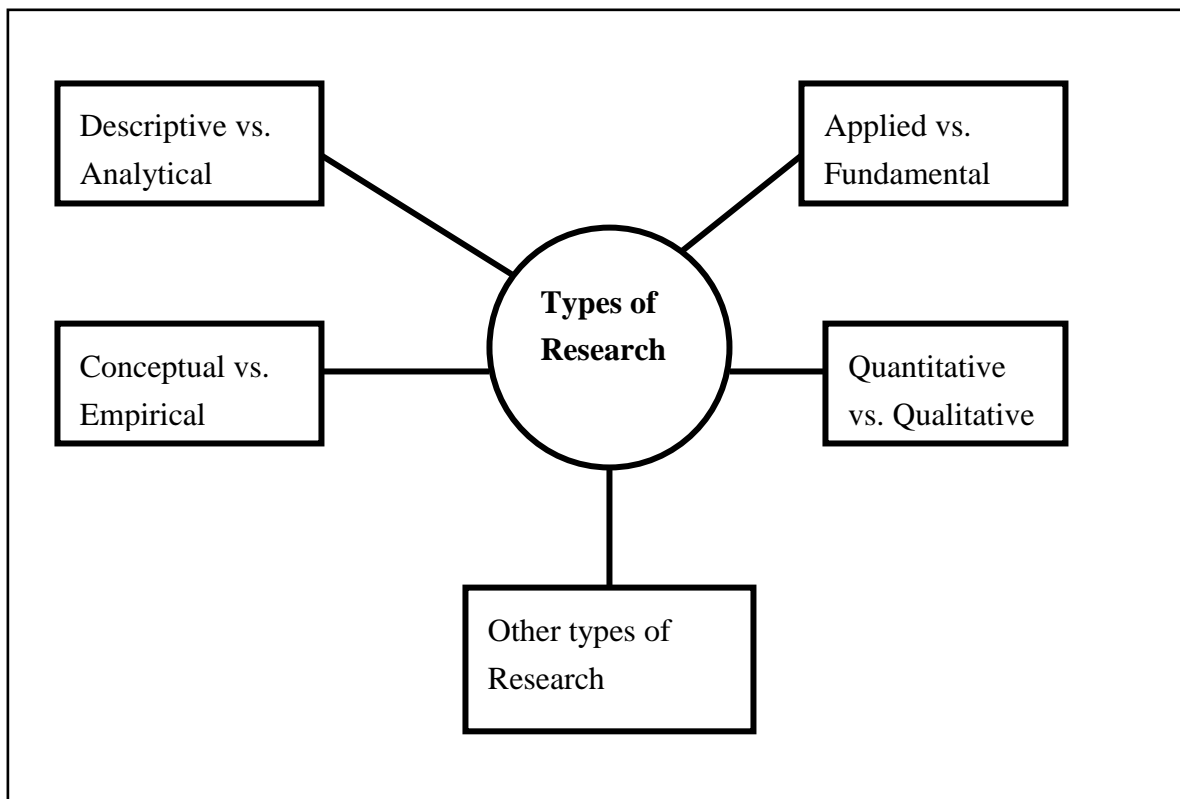 Descriptive vs.
Analytical
Applied vs.
Fundamental
Types of
Research
Conceptual vs.
Empirical
Quantitative
vs. Qualitative
Other types of
Research